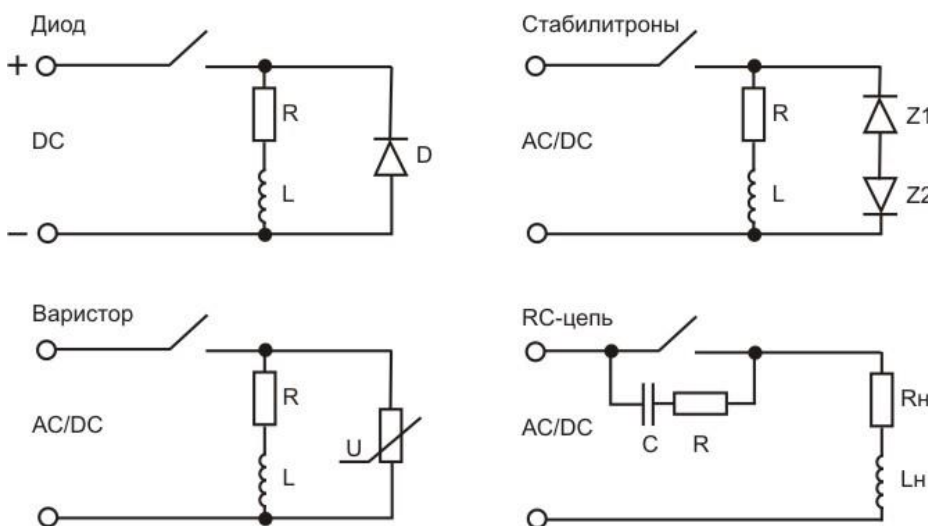 Диод
+
DC
−
R
L
D
Стабилитроны
AC/DC
R
L
Z1
Z2
Варистор
AC/DC
R
L
U
RC-цепь
AC/DC
C
R
Rн
Lн